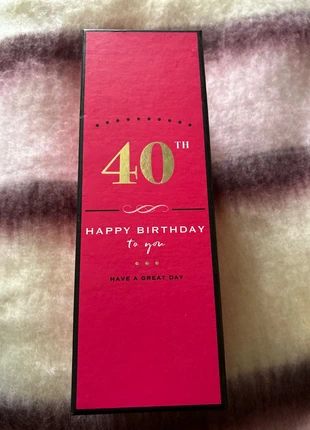 40TH
HAPPY BIRTHDAY
to you
HAVE A GREAT DAY